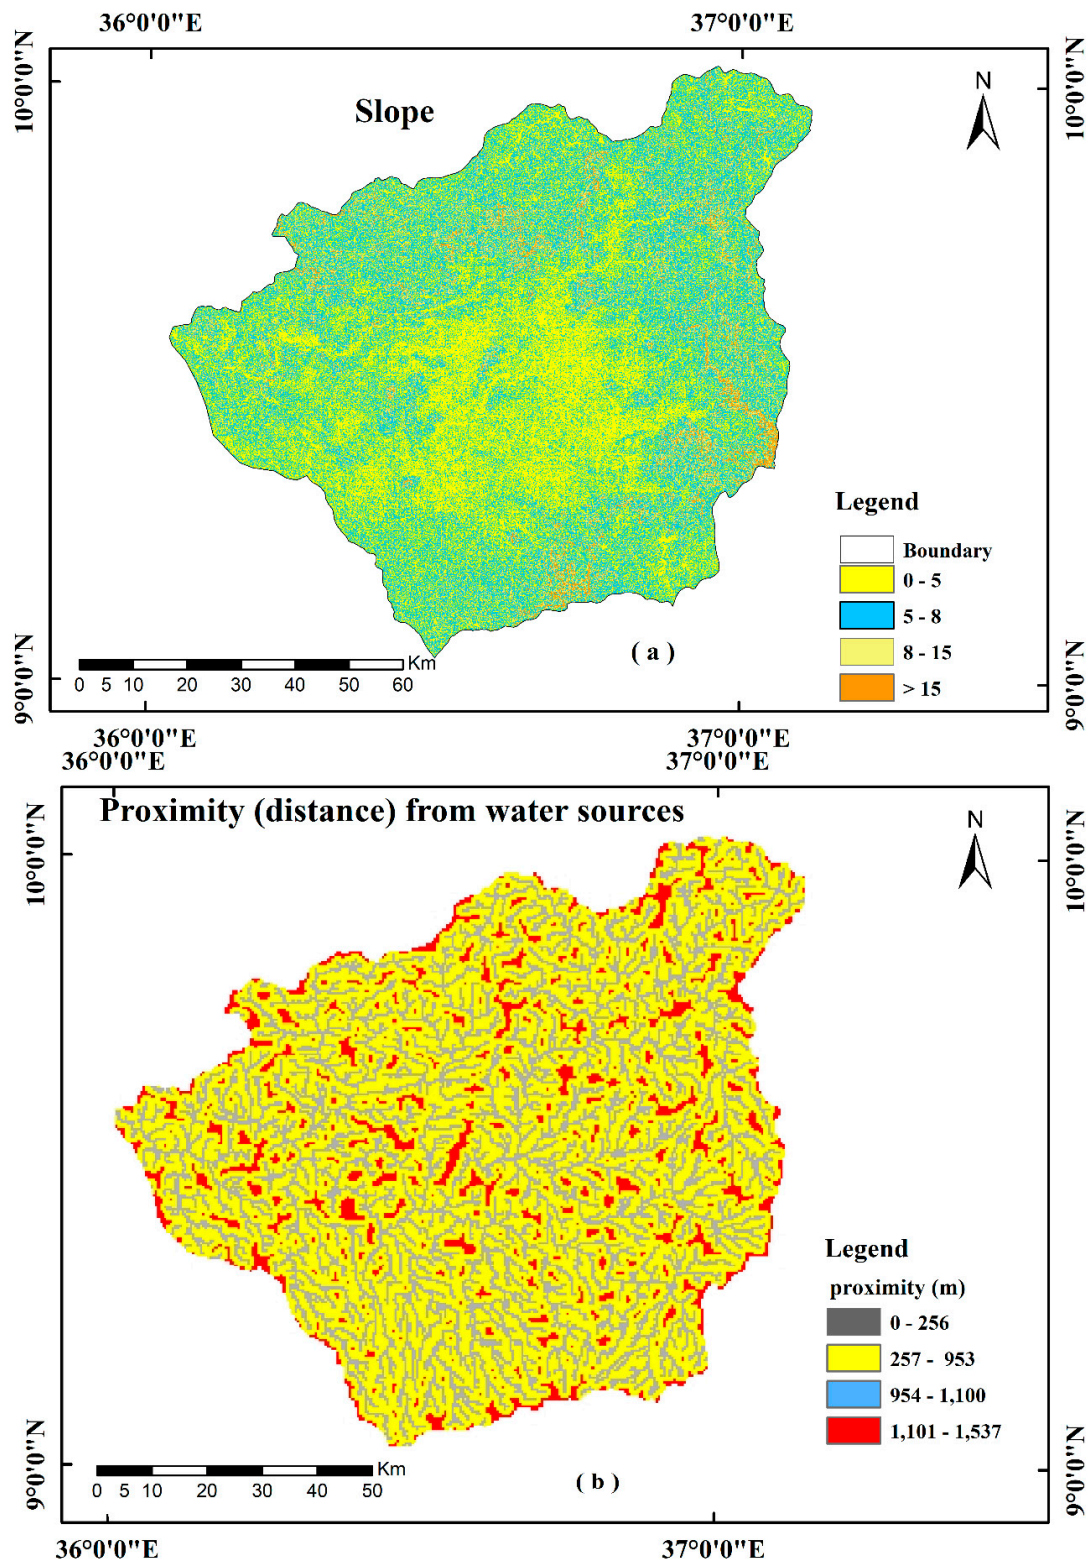 36°0'0"E 37°0'0"E
10°0'0"N 10°0'0"N
N
Slope
Legend
Boundary
0 - 5
5 - 8
8 - 15
> 15
( a )
Km
0 5 10 20 30 40 50 60
9°0'0"N 9°0'0"N
36°0'0"E 37°0'0"E
36°0'0"E 37°0'0"E
Proximity (distance) from water sources
10°0'0"N 10°0'0"N
N
Legend
proximity (m)
0 - 256
257 - 953
954 - 1,100
1,101 - 1,537
Km
0 5 10 20 30 40 50
( b )
9°0'0"N 9°0'0"N
36°0'0"E 37°0'0"E